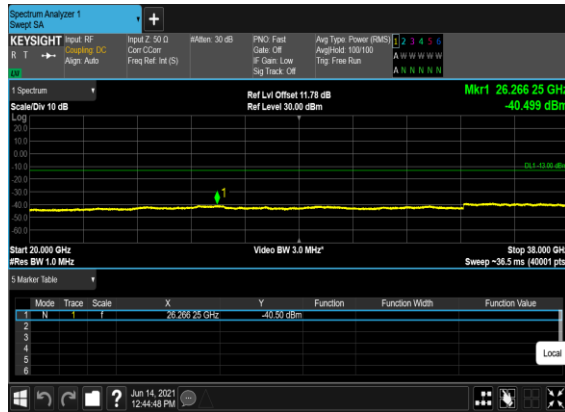 Spectrum Analyzer 1
Swept SA
+
KEYSIGHT Input: RF Input Z: 50 Ω #Atten: 30 dB PNO: Fast Avg Type: Power (RMS) 1 2 3 4 5 6
R T Coupling: DC Corr CCorr Gate: Off Avg|Hold: 100/100 A W W W W W
Align: Auto Freq Ref: Int (S) IF Gain: Low Trig: Free Run
LU Sig Track: Off A N N N N N
1 Spectrum Ref Lvl Offset 11.78 dB Mkr1 26.266 25 GHz
Scale/Div 10 dB Ref Level 30.00 dBm -40.499 dBm
Log
20.0
10.0
0.00
-10.0 DL1 -13.00 dBm
-20.0
-30.0 1
-40.0
-50.0
-60.0
Start 20.000 GHz Video BW 3.0 MHz* Stop 38.000 GHz
#Res BW 1.0 MHz Sweep ~36.5 ms (40001 pts)
5 Marker Table
Mode Trace Scale X Y Function Function Width Function Value
1 N 1 f 26.266 25 GHz -40.50 dBm
2
3
4
5
6
Local
? Jun 14, 2021
12:44:48 PM